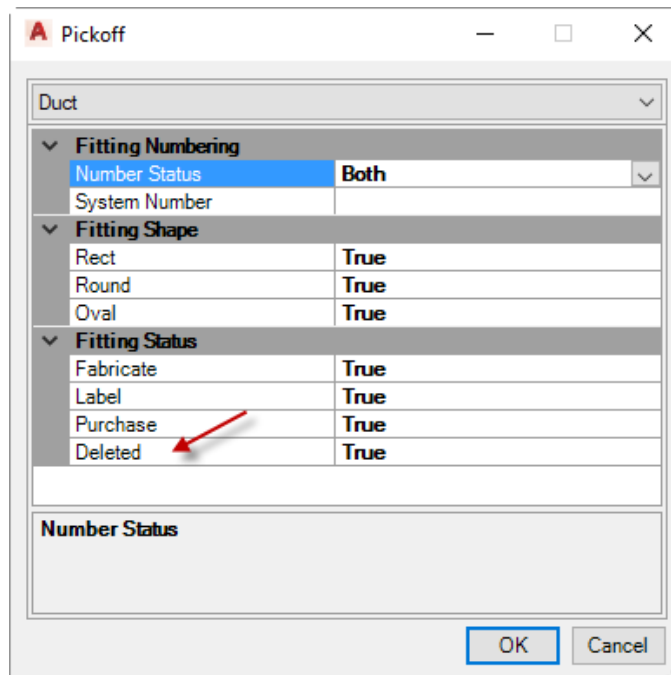 Pickoff
Duct
Fitting Numbering
Number Status Both
System Number
Fitting Shape
Rect True
Round True
Oval True
Fitting Status
Fabricate True
Label True
Purchase True
Deleted True
Number Status
OK Cancel